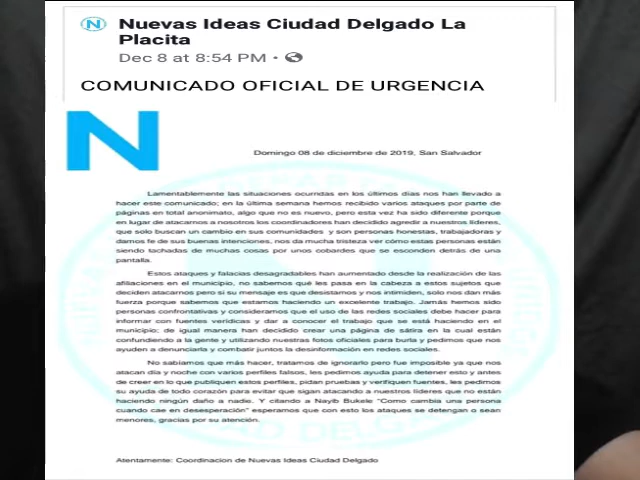 Nuevas Ideas Ciudad Delgado La
Placita
Dec 8 at 8:54 PM ·
COMUNICADO OFICIAL DE URGENCIA
N
Domingo 08 de diciembre de 2019, San Salvador
Lamentablemente las situaciones ocurridas en los últimos días nos han llevado a
hacer este comunicado; en la última semana hemos recibido varios ataques por parte de
páginas en total anonimato, algo que no es nuevo, pero esta vez ha sido diferente porque
en lugar de atacarnos a nosotros los coordinadores han decidido agredir a nuestros líderes,
que solo buscan un cambio en sus comunidades y son personas honestas, trabajadoras y
damos fe de sus buenas intenciones, nos da mucha tristeza ver cómo estas personas están
siendo tachadas de muchas cosas por unos cobardes que se esconden detrás de una
pantalla.
Estos ataques y falacias desagradables han aumentado desde la realización de las
afiliaciones en el municipio, no sabemos qué les pasa en la cabeza a estos sujetos que
deciden atacarnos pero si su mensaje es que desistamos y nos intimiden, solo nos dan más
fuerza porque sabemos que estamos haciendo un excelente trabajo. Jamás hemos sido
personas confrontativas y consideramos que el uso de las redes sociales debe hacer para
informar con fuentes verídicas y dar a conocer el trabajo que se está haciendo en el
municipio; de igual manera han decidido crear una página de sátira en la cual están
confundiendo a la gente y utilizando nuestras fotos oficiales para burla y pedimos que nos
ayuden a denunciarla y combatir juntos la desinformación en redes sociales.
No sabíamos que más hacer, tratamos de ignorarlo pero fue imposible ya que nos
atacan día y noche con varios perfiles falsos, les pedimos ayuda para detener esto y antes
de creer en lo que publiquen estos perfiles, pidan pruebas y verifiquen fuentes, les pedimos
su ayuda de todo corazón para evitar que sigan atacando a nuestros líderes que no están
haciendo ningún daño a nadie. Y citando a Nayib Bukele "Como cambia una persona
cuando cae en desesperación" esperamos que con esto los ataques se detengan o sean
menores, gracias por su atención.
Atentamente: Coordinacion de Nuevas Ideas Ciudad Delgado